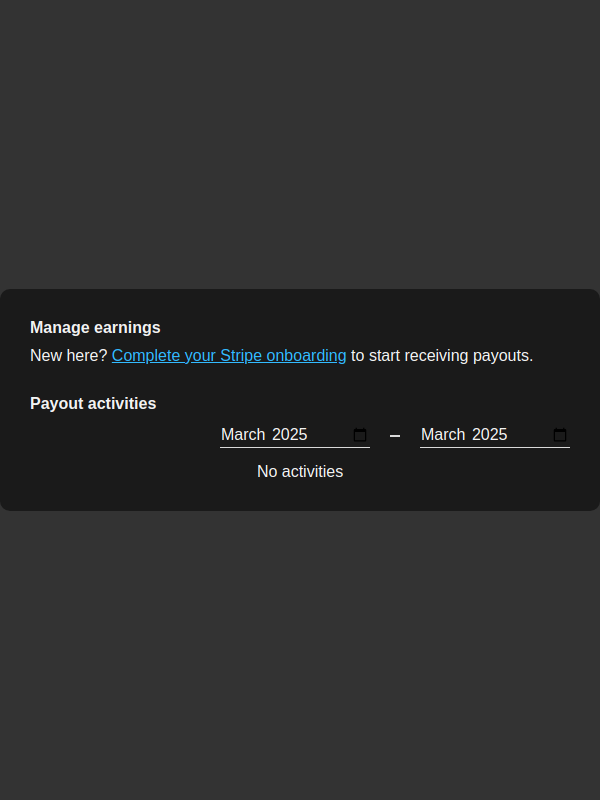 Manage earnings
New here? Complete your Stripe onboarding to start receiving payouts.
Payout activities
March 2025 – March 2025
No activities